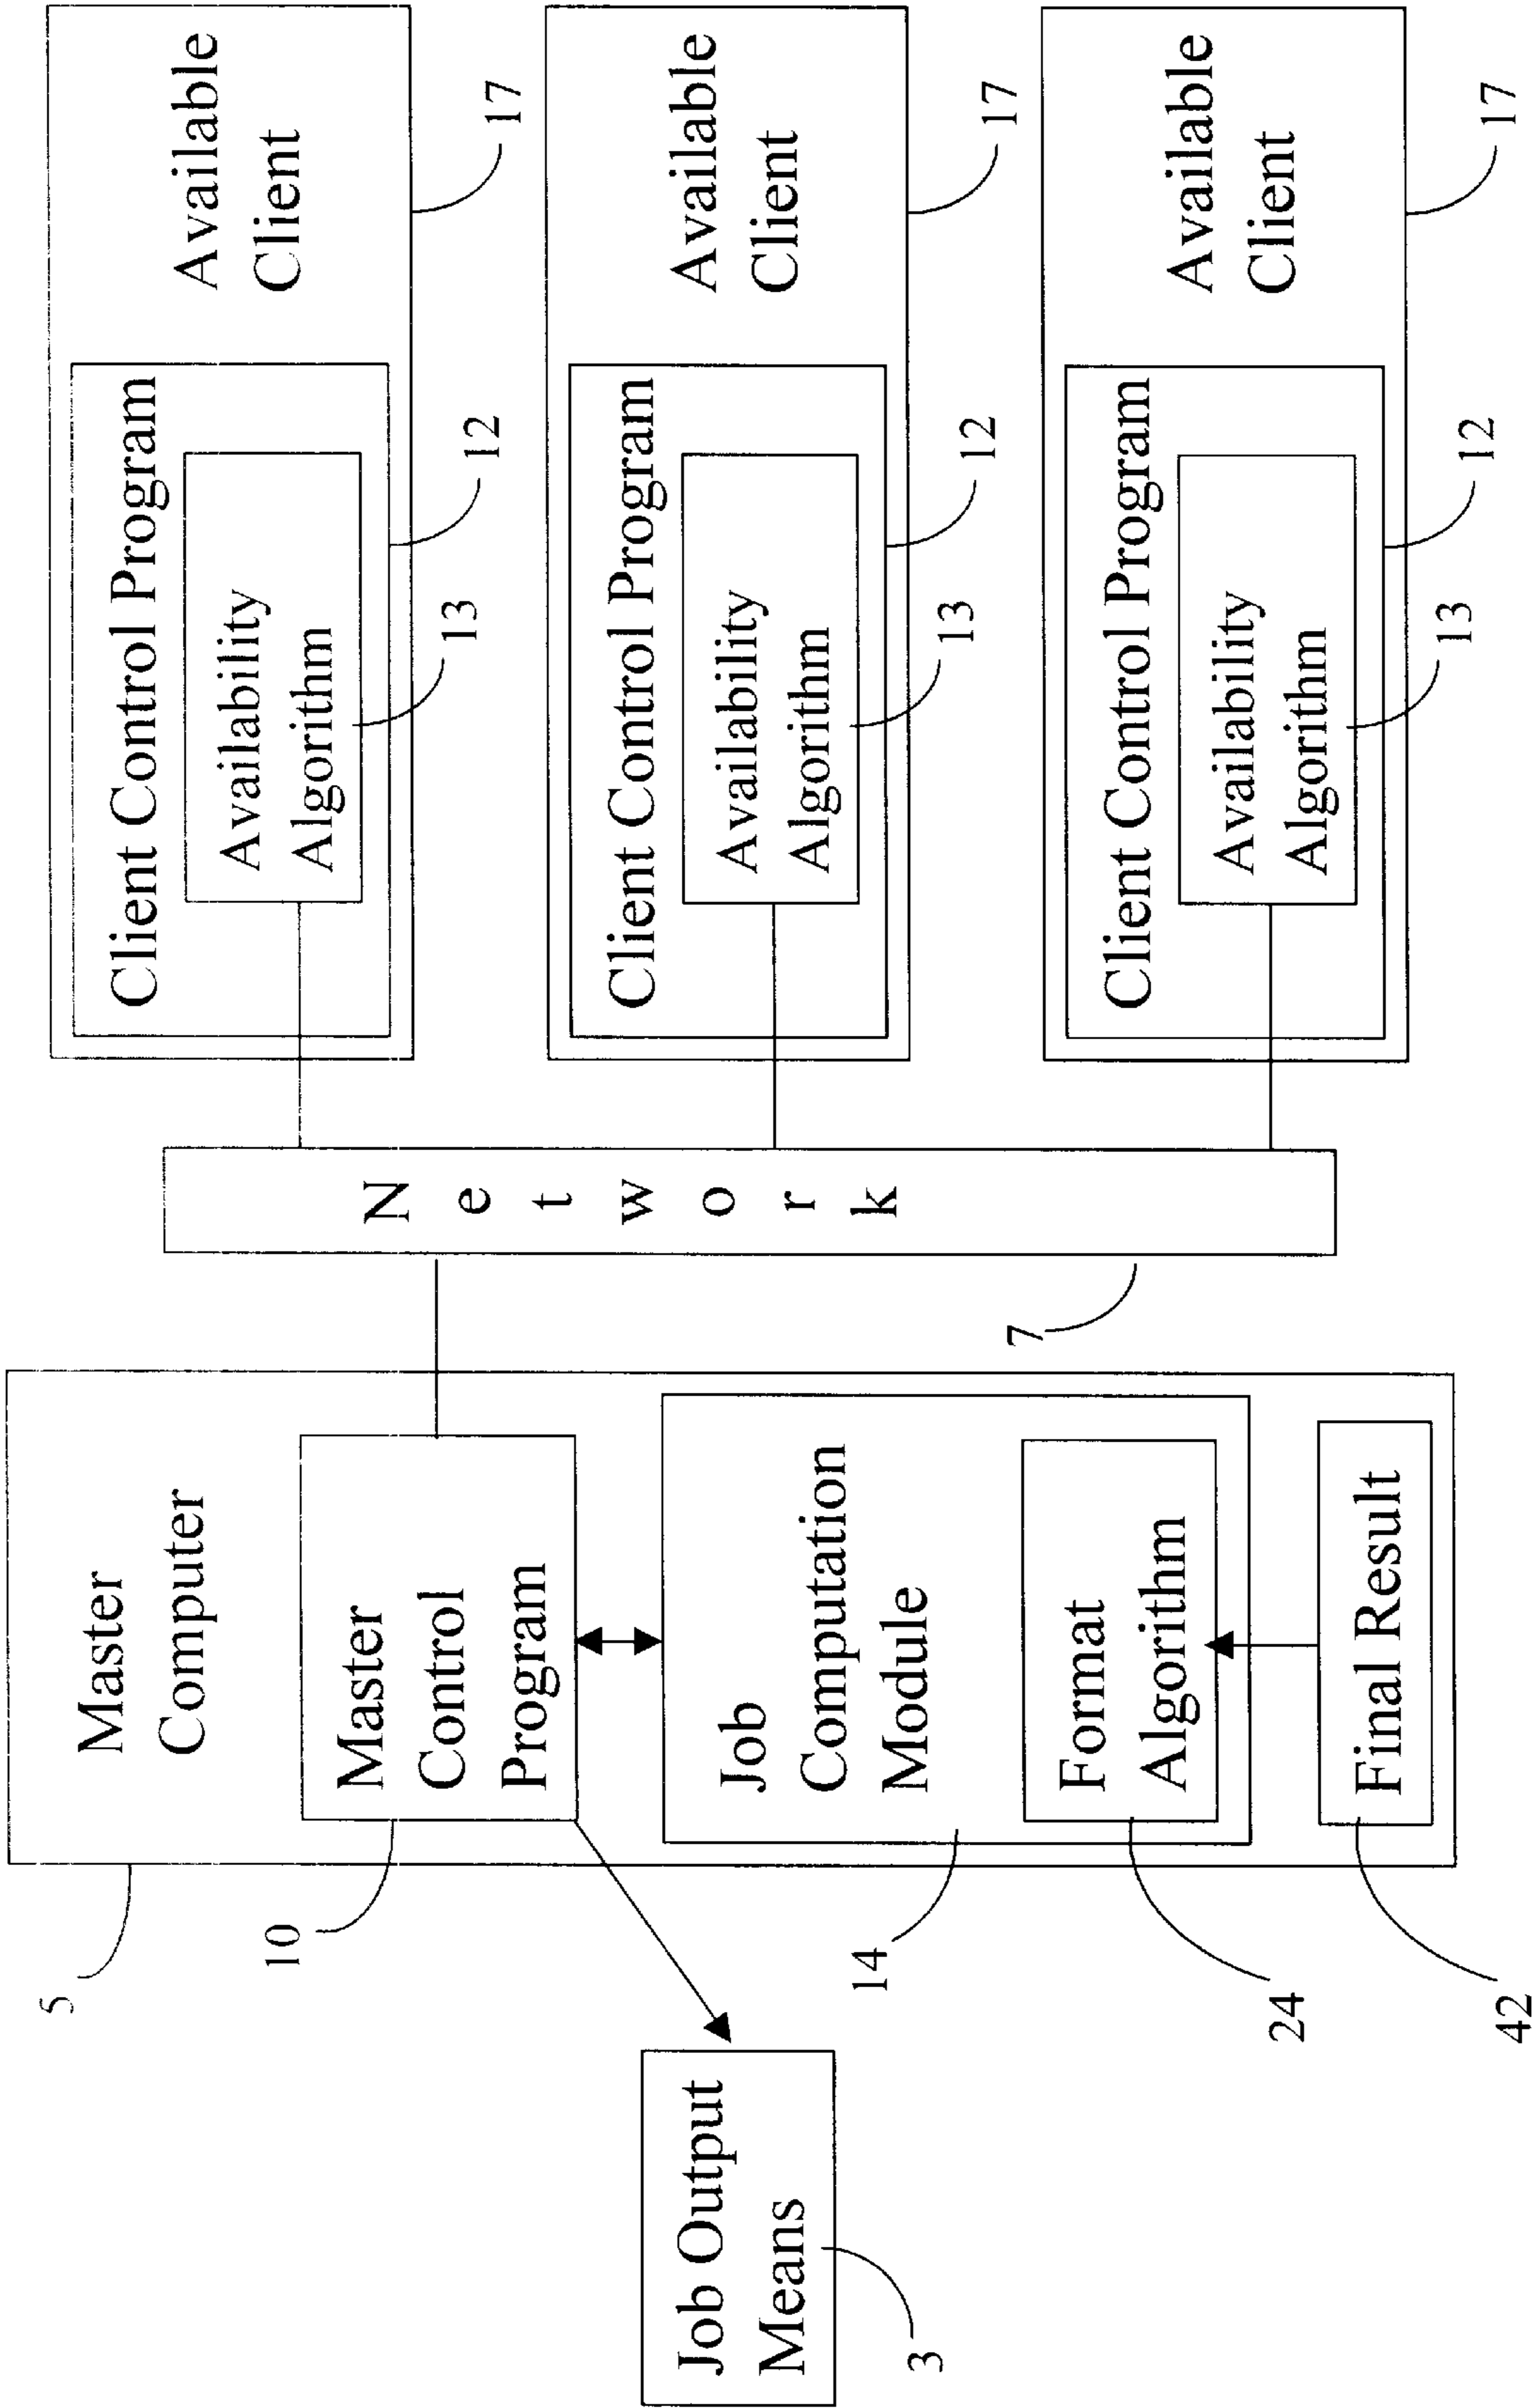 Job Output
Means
3
5
Master
Computer
10
Master
Control
Program
14
Job
Computation
Module
24
Format
Algorithm
42
Final Result
7
N
e
t
w
o
r
k
Client Control Program
Availability
Algorithm
13
12
Available
Client
17
Client Control Program
Availability
Algorithm
13
12
Available
Client
17
Client Control Program
Availability
Algorithm
13
12
Available
Client
17